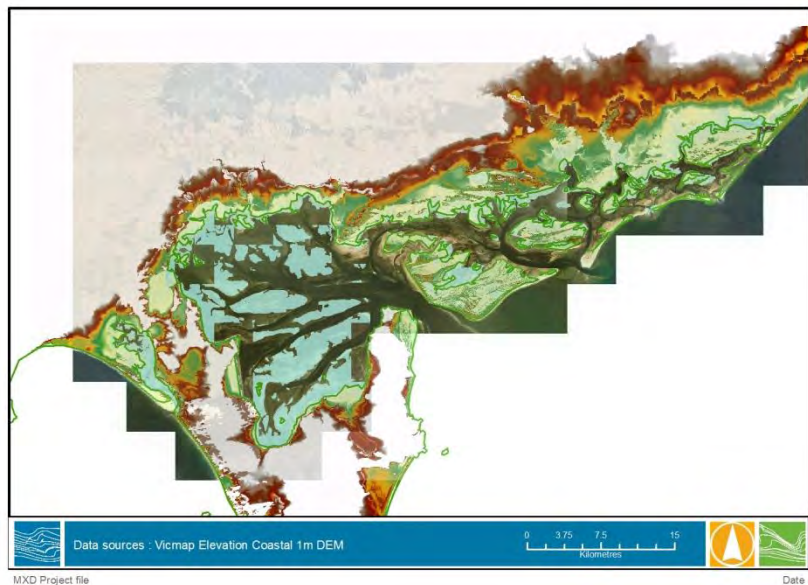 Data sources : Vicmap Elevation Coastal 1m DEM
0 3.75 7.5 15
Kilometres
MXD Project file Date